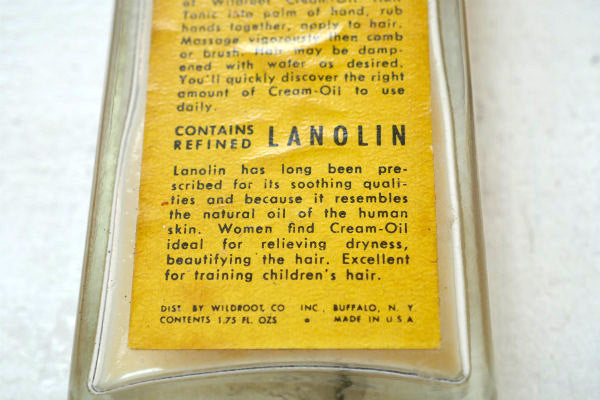 of Wildroot Cream-Oil Hair
Tonic into palm of hand, rub
hands together, apply to hair.
Massage vigorously then comb
or brush. Hair may be damp-
ened with water as desired.
You'll quickly discover the right
amount of Cream-Oil to use
daily.
CONTAINS
REFINED LANOLIN
Lanolin has long been pre-
scribed for its soothing quali-
ties and because it resembles
the natural oil of the human
skin. Women find Cream-Oil
ideal for relieving dryness,
beautifying the hair. Excellent
for training children's hair.
DIST. BY WILDROOT CO INC., BUFFALO, N. Y.
CONTENTS 1.75 FL. OZS • MADE IN U.S.A